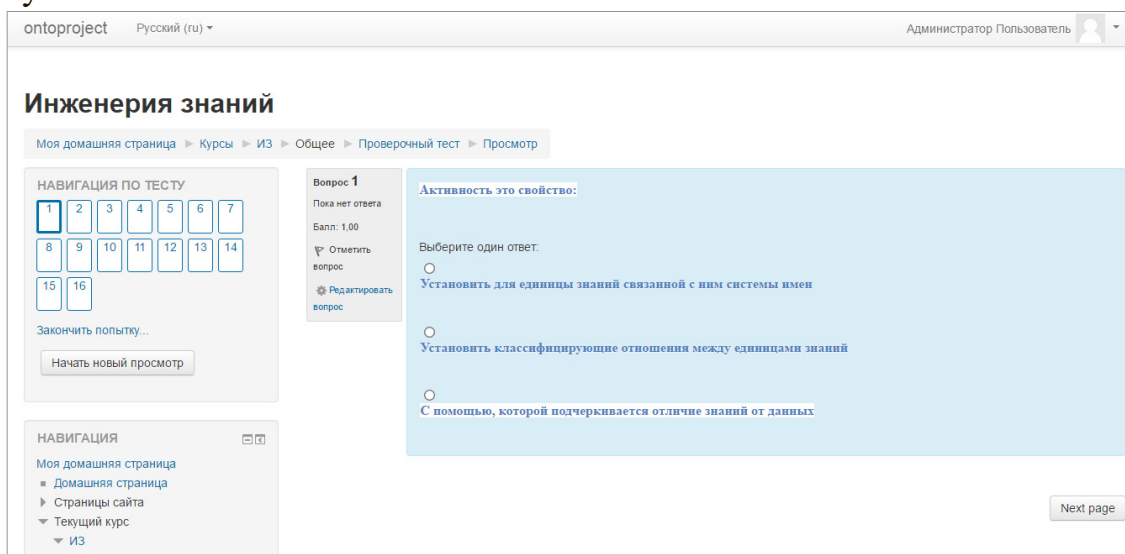 у
ontoproject Русский (ru)
Администратор Пользователь
Инженерия знаний
Моя домашняя страница ► Курсы ► ИЗ ► Общее ► Проверочный тест ► Просмотр
НАВИГАЦИЯ ПО ТЕСТУ
1 2 3 4 5 6 7
8 9 10 11 12 13 14
15 16
Закончить попытку...
Начать новый просмотр
Вопрос 1
Пока нет ответа
Балл: 1,00
Отметить
вопрос
Редактировать
вопрос
Активность это свойство:
Выберите один ответ:
Установить для единицы знаний связанной с ним системы имен
Установить классифицирующие отношения между единицами знаний
С помощью, которой подчеркивается отличие знаний от данных
НАВИГАЦИЯ
Моя домашняя страница
Домашняя страница
Страницы сайта
Текущий курс
ИЗ
Next page